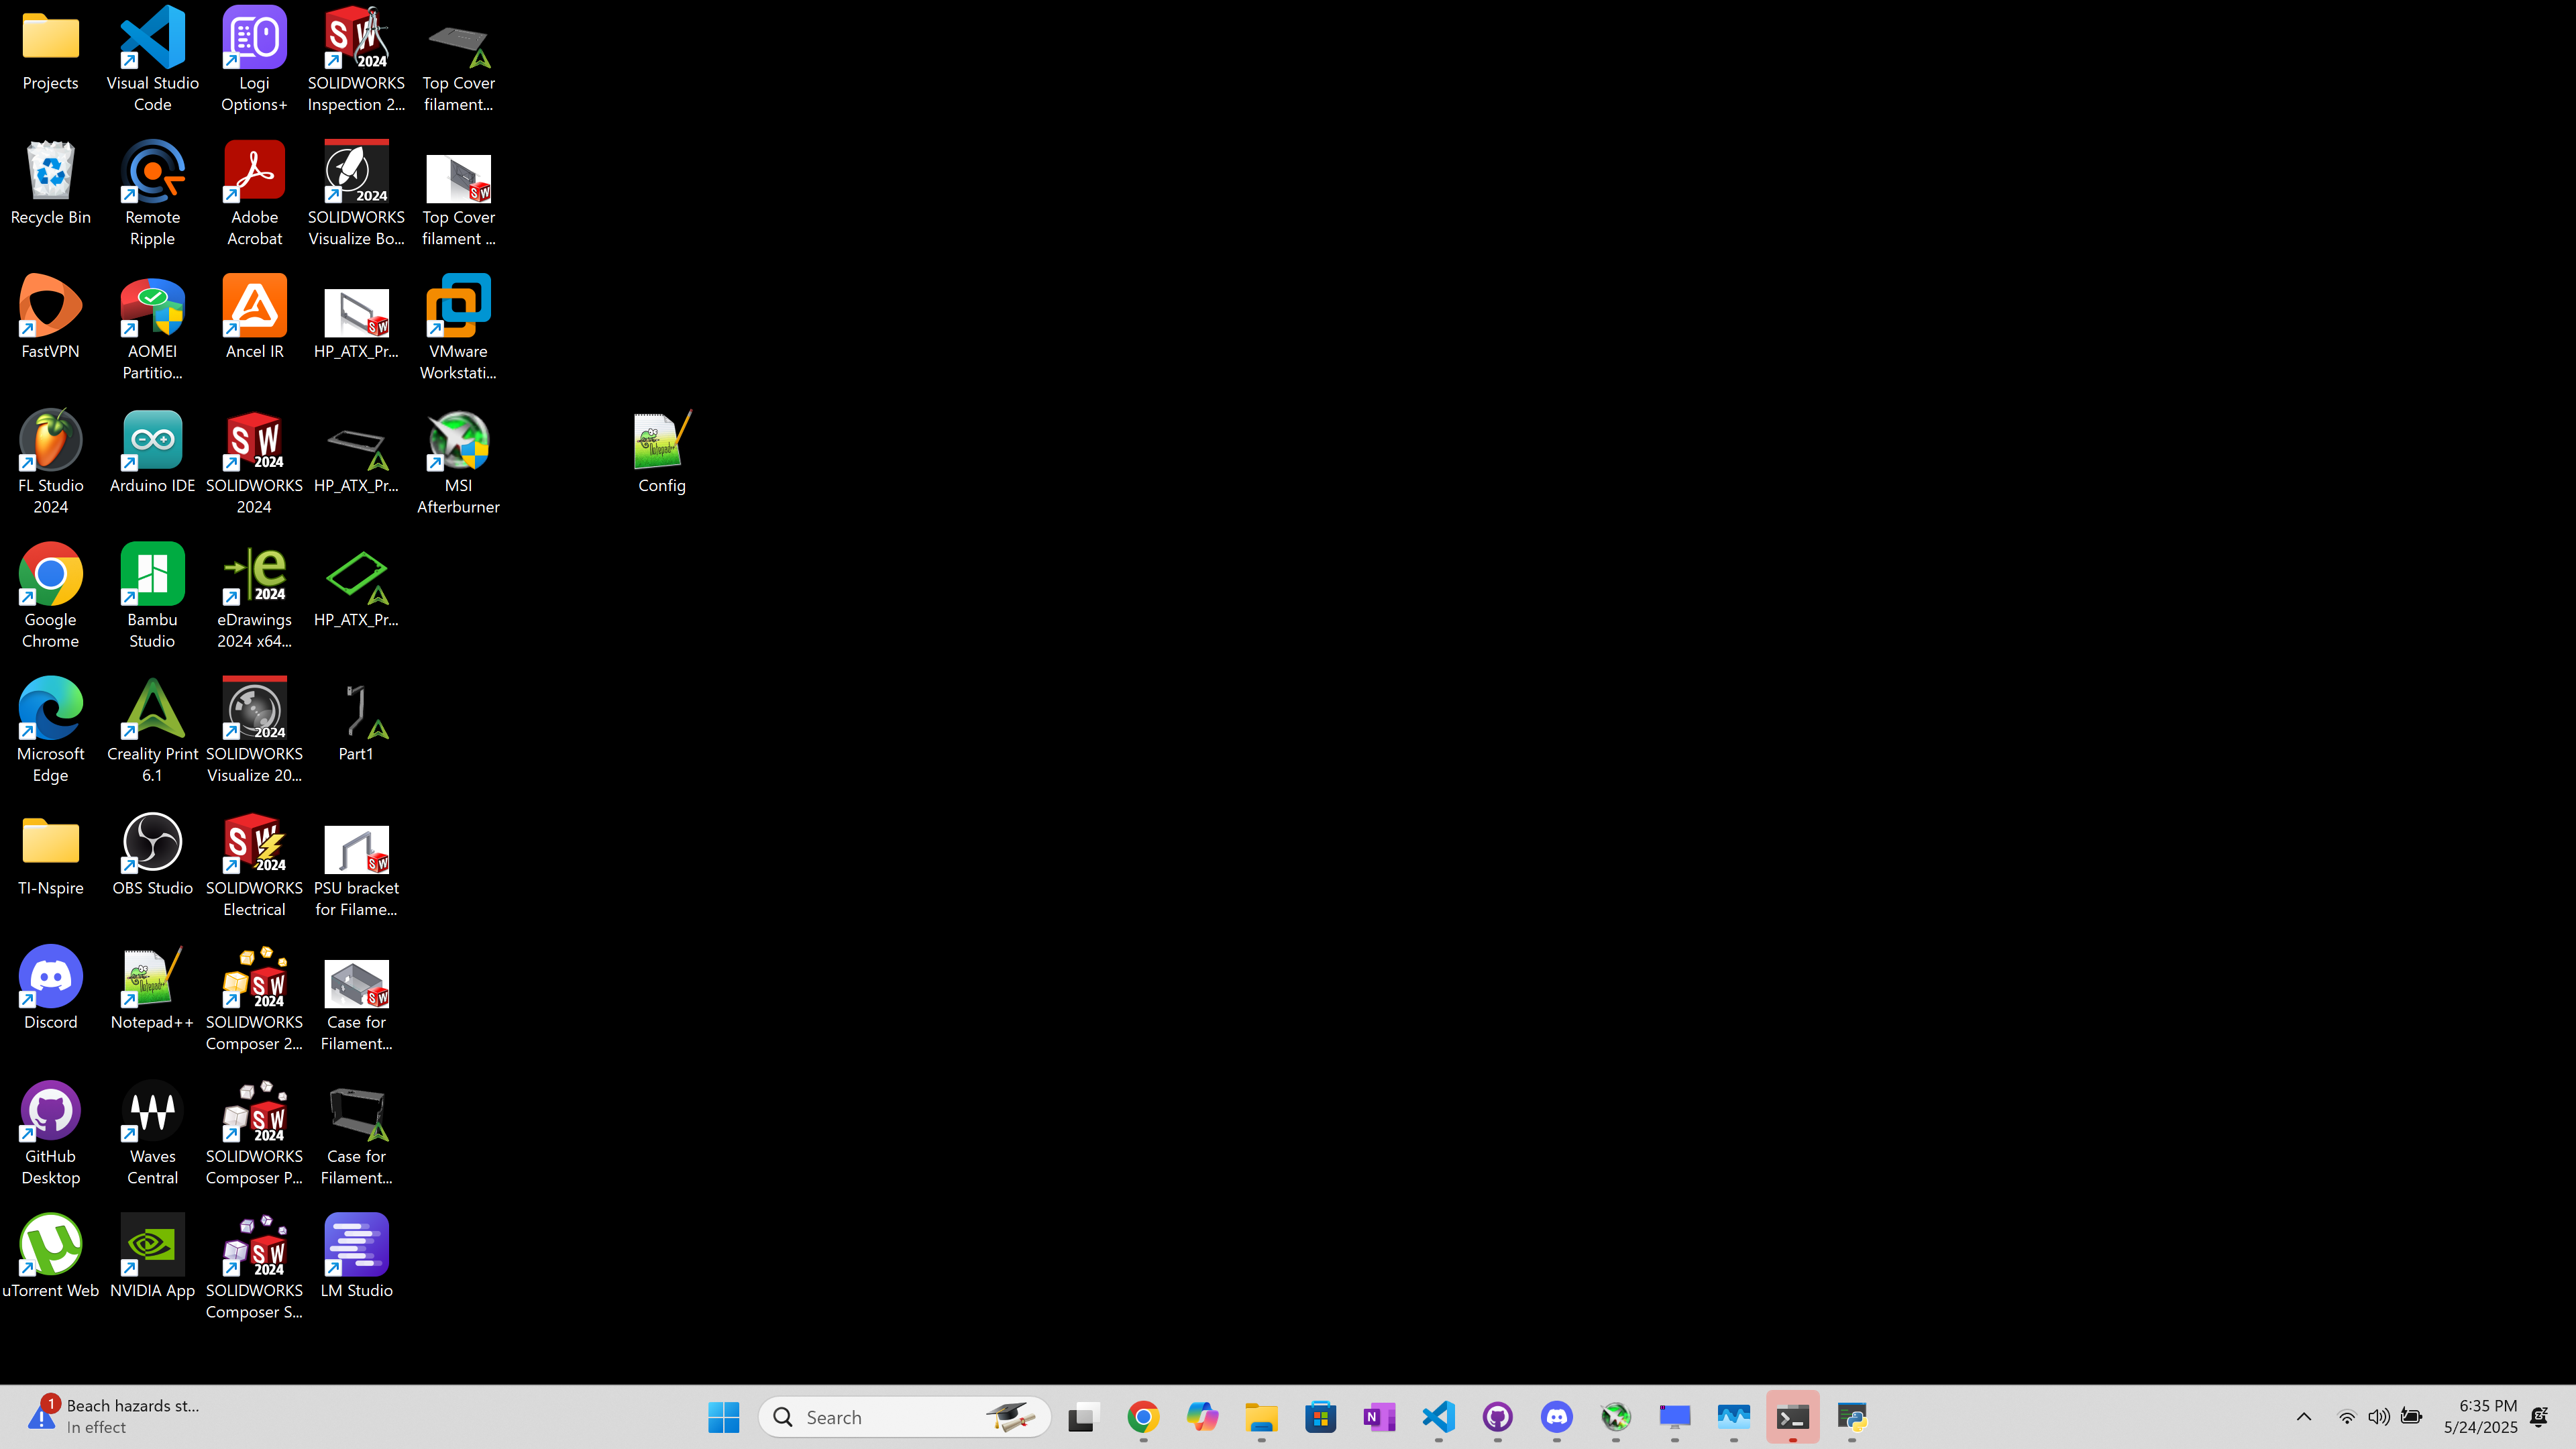 Projects
Visual Studio
Code
Logi
Options+
SOLIDWORKS
Inspection 2...
Top Cover
filament...
Recycle Bin
Remote
Ripple
Adobe
Acrobat
SOLIDWORKS
Visualize Bo...
Top Cover
filament ...
FastVPN
AOMEI
Partitio...
Ancel IR
HP_ATX_Pr...
VMware
Workstati...
FL Studio
2024
Arduino IDE
SOLIDWORKS
2024
HP_ATX_Pr...
MSI
Afterburner
Config
Google
Chrome
Bambu
Studio
eDrawings
2024 x64...
HP_ATX_Pr...
Microsoft
Edge
Creality Print
6.1
SOLIDWORKS
Visualize 20...
Part1
TI-Nspire
OBS Studio
SOLIDWORKS
Electrical
PSU bracket
for Filame...
Discord
Notepad++
SOLIDWORKS
Composer 2...
Case for
Filament...
GitHub
Desktop
Waves
Central
SOLIDWORKS
Composer P...
Case for
Filament...
uTorrent Web
NVIDIA App
SOLIDWORKS
Composer S...
LM Studio
1
Beach hazards st...
In effect
Search
6:35 PM
5/24/2025